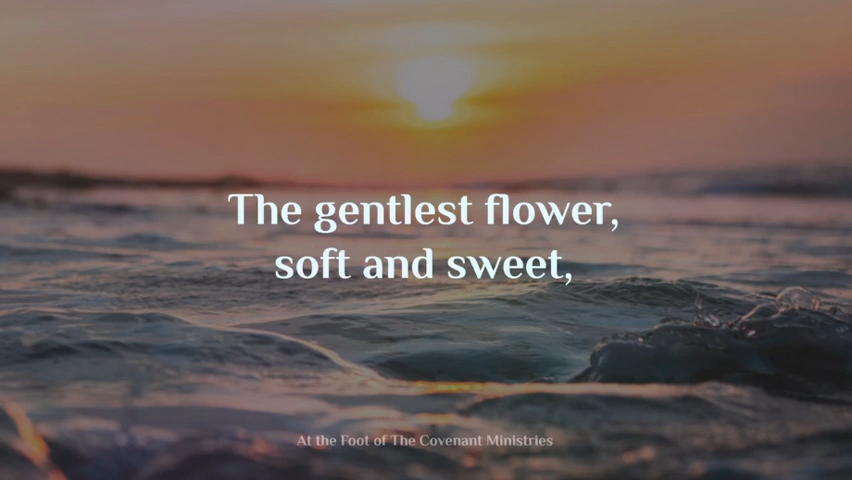 The gentlest flower,
soft and sweet,
At the Foot of The Covenant Ministries